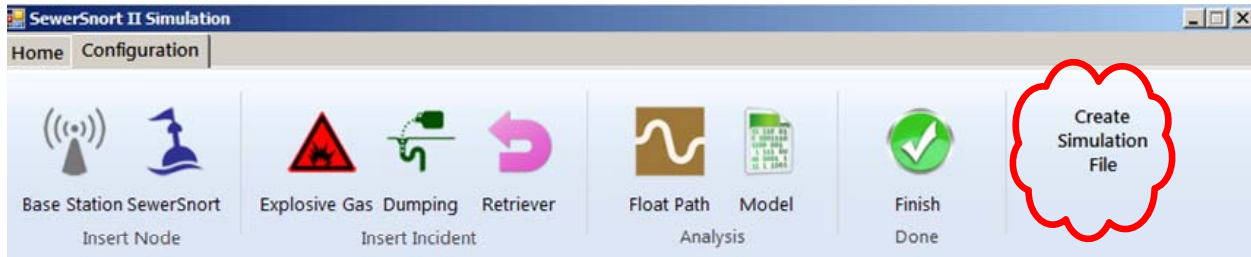 SewerSnort II Simulation
Home Configuration
Create
Simulation
File
Base Station SewerSnort Explosive Gas Dumping Retriever Float Path Model Finish
Insert Node Insert Incident Analysis Done